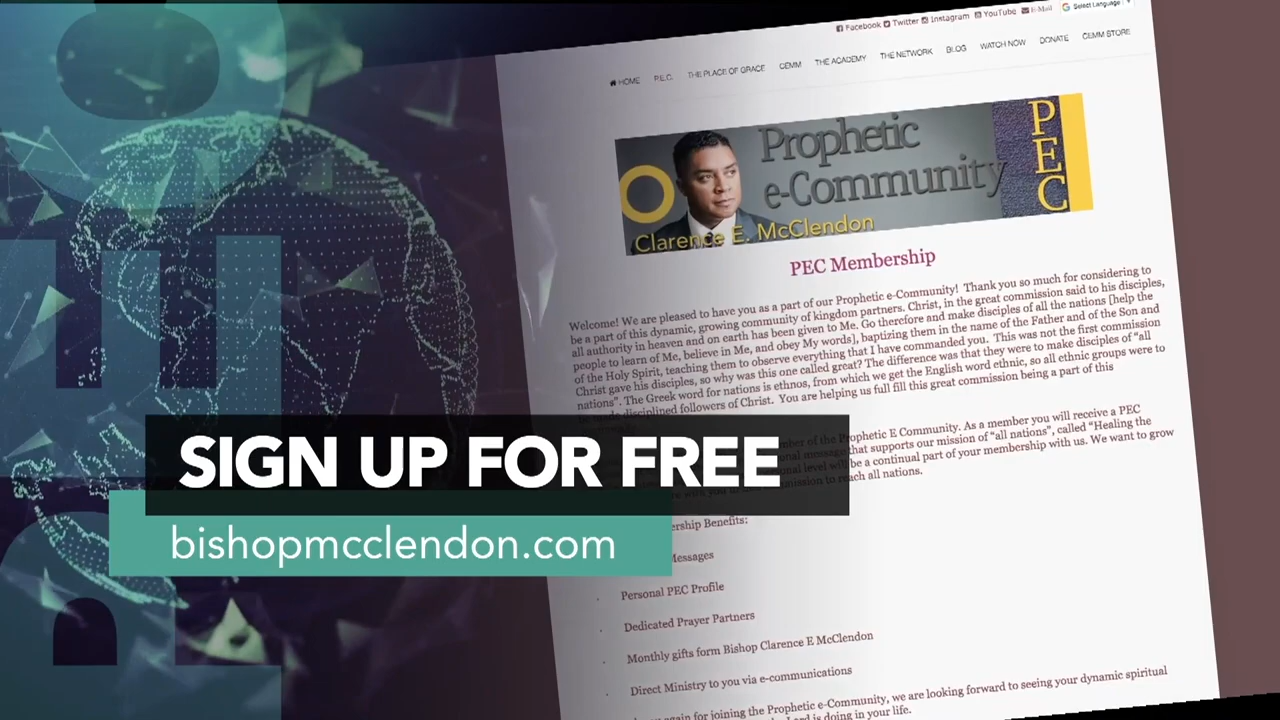 Facebook Twitter Instagram YouTube E-Mail Select Language
HOME P.E.C. THE PLACE OF GRACE CEMM THE ACADEMY THE NETWORK BLOG WATCH NOW DONATE CEMM STORE
Prophetic
e-Community
PEC
Clarence E. McClendon
PEC Membership
Welcome! We are pleased to have you as a part of our Prophetic e-Community! Thank you so much for considering to
be a part of this dynamic, growing community of kingdom partners. Christ, in the great commission said to his disciples,
all authority in heaven and on earth has been given to Me. Go therefore and make disciples of all the nations [help the
people to learn of Me, believe in Me, and obey My words], baptizing them in the name of the Father and of the Son and
of the Holy Spirit, teaching them to observe everything that I have commanded you. This was not the first commission
Christ gave his disciples, so why was this one called great? The difference was that they were to make disciples of "all
nations". The Greek word for nations is ethnos, from which we get the English word ethnic, so all ethnic groups were to
disciplined followers of Christ. You are helping us full fill this great commission being a part of this
of the Prophetic E Community. As a member you will receive a PEC
message that supports our mission of "all nations", called "Healing the
level will be a continual part of your membership with us. We want to grow
with you in commission to reach all nations.
SIGN UP FOR FREE
bishopmcclendon.com
Benefits:
Messages
Personal PEC Profile
Dedicated Prayer Partners
Monthly gifts form Bishop Clarence E McClendon
Direct Ministry to you via e-communications
again for joining the Prophetic e-Community, we are looking forward to seeing your dynamic spiritual
is doing in your life.